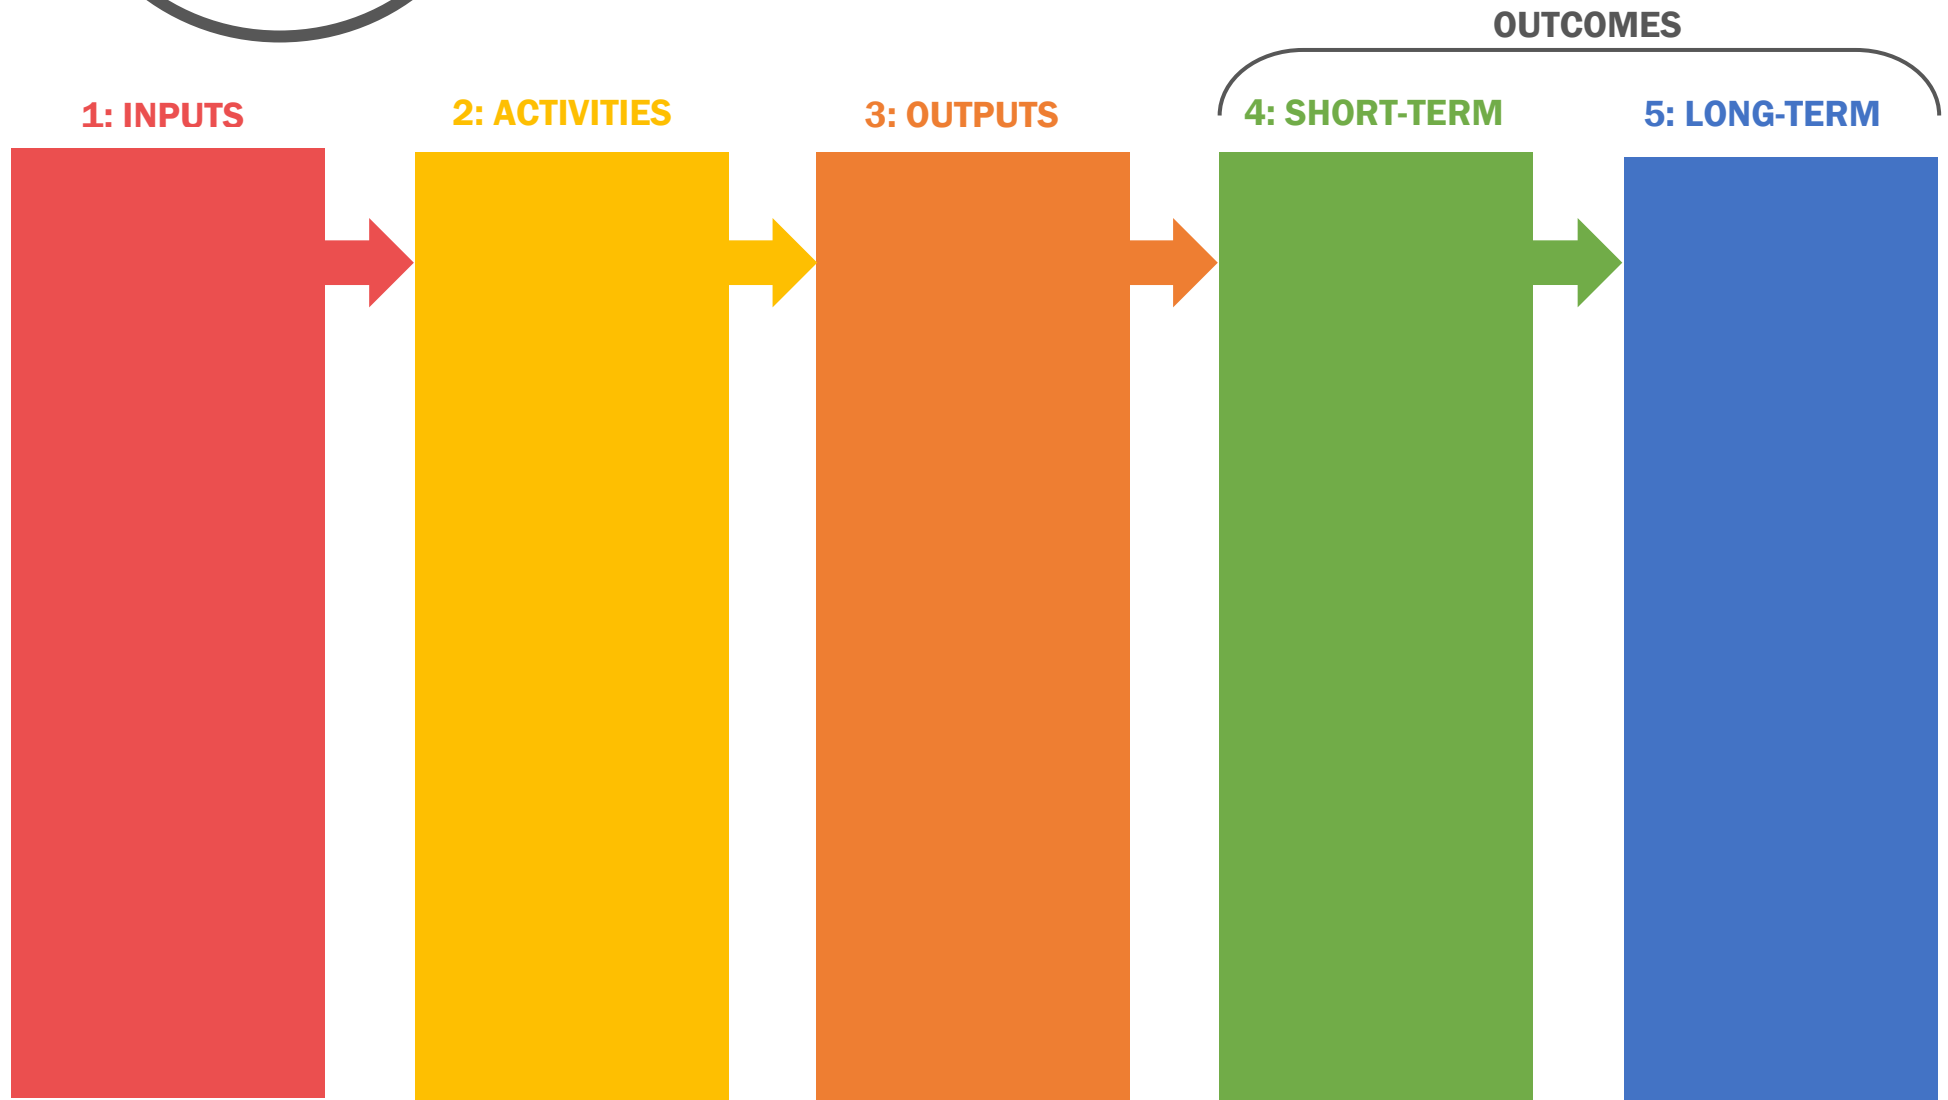 OUTCOMES
1: INPUTS
2: ACTIVITIES
3: OUTPUTS
4: SHORT-TERM
5: LONG-TERM